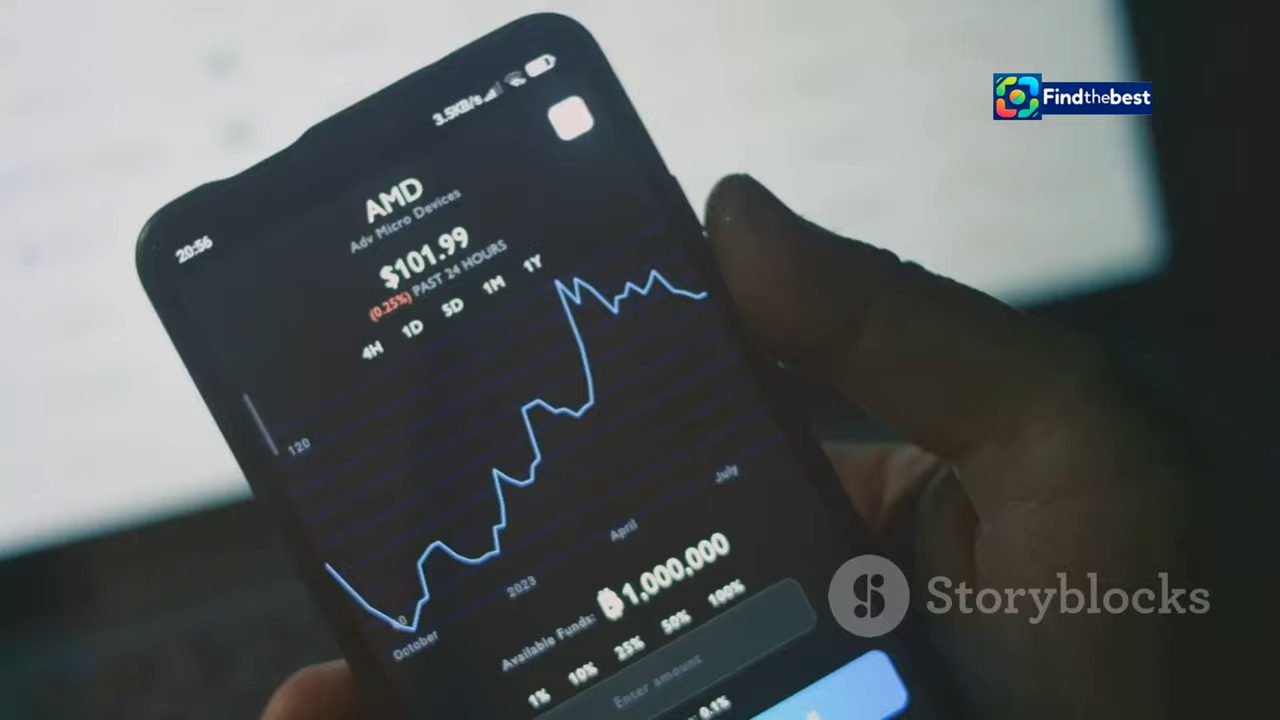 Findthebest
3.5KB/s
20:56
AMD
Adv Micro Devices
$101.99
(0.25%) PAST 24 HOURS
4H 1D 5D 1M 1Y
120
October
2023
April
July
Available Funds: ₿ 1,000,000
1% 10% 25% 50% 100%
Enter amount
0.1%
Storyblocks